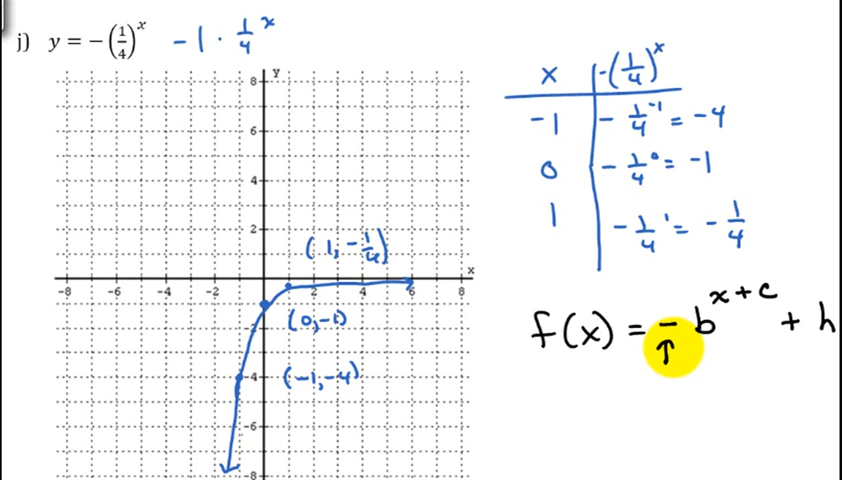 j) y = −(1/4)^x   −1 · 1/4^x
x   −(1/4)^x
−1   − 1/4^−1 = −4
0   − 1/4^0 = −1
1   − 1/4^1 = − 1/4
Y
8
6
4
2
(1, −1/4)
x
−8 −6 −4 −2 2 4 6 8
(0, −1)
(−1, −4)
−4
−6
−8
f(x) = − b^(x+c) + h
↑